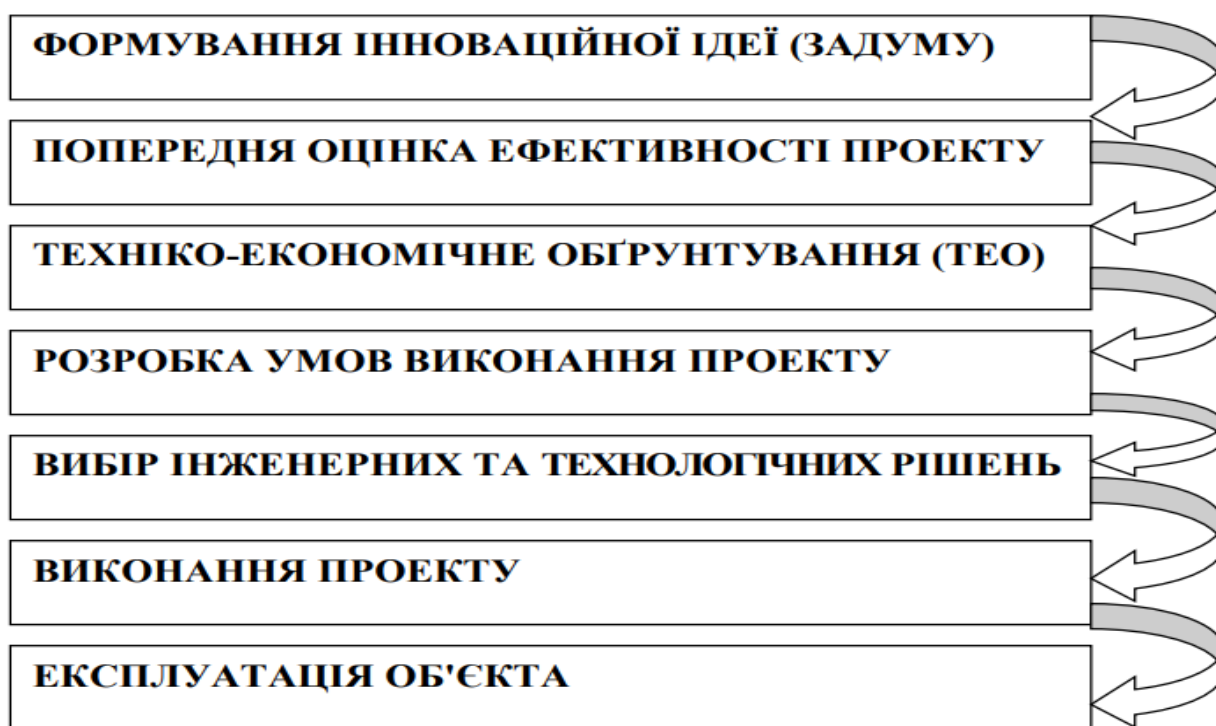 ФОРМУВАННЯ ІННОВАЦІЙНОЇ ІДЕЇ (ЗАДУМУ)
ПОПЕРЕДНЯ ОЦІНКА ЕФЕКТИВНОСТІ ПРОЕКТУ
ТЕХНІКО-ЕКОНОМІЧНЕ ОБҐРУНТУВАННЯ (ТЕО)
РОЗРОБКА УМОВ ВИКОНАННЯ ПРОЕКТУ
ВИБІР ІНЖЕНЕРНИХ ТА ТЕХНОЛОГІЧНИХ РІШЕНЬ
ВИКОНАННЯ ПРОЕКТУ
ЕКСПЛУАТАЦІЯ ОБ'ЄКТА